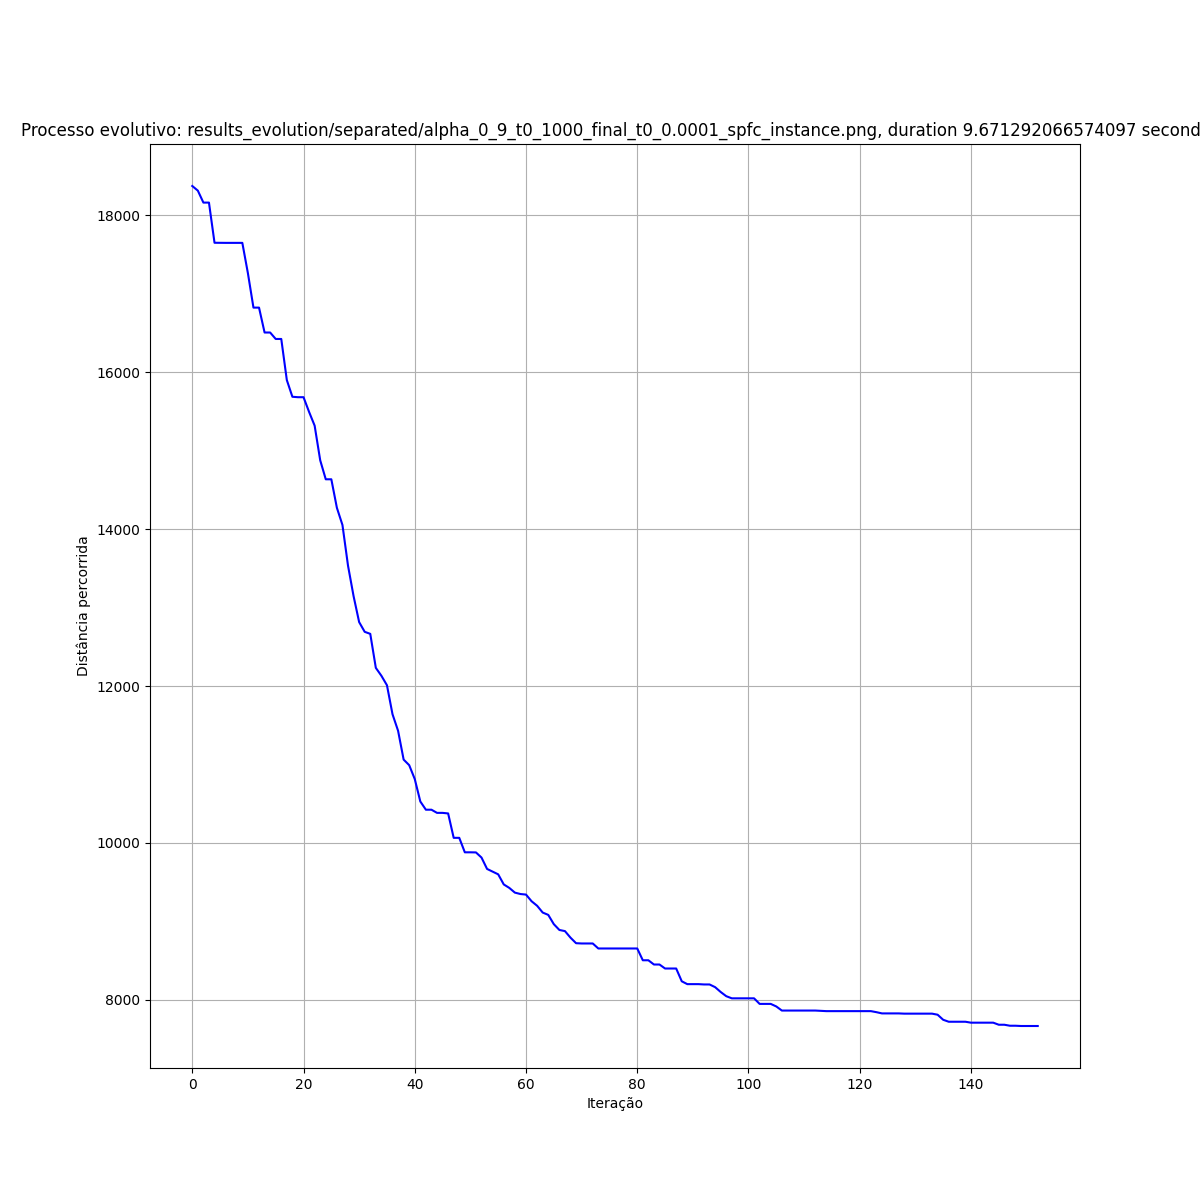 Processo evolutivo: results_evolution/separated/alpha_0_9_t0_1000_final_t0_0.0001_spfc_instance.png, duration 9.671292066574097 second
18000
16000
14000
12000
10000
8000
Distância percorrida
0 20 40 60 80 100 120 140
Iteração